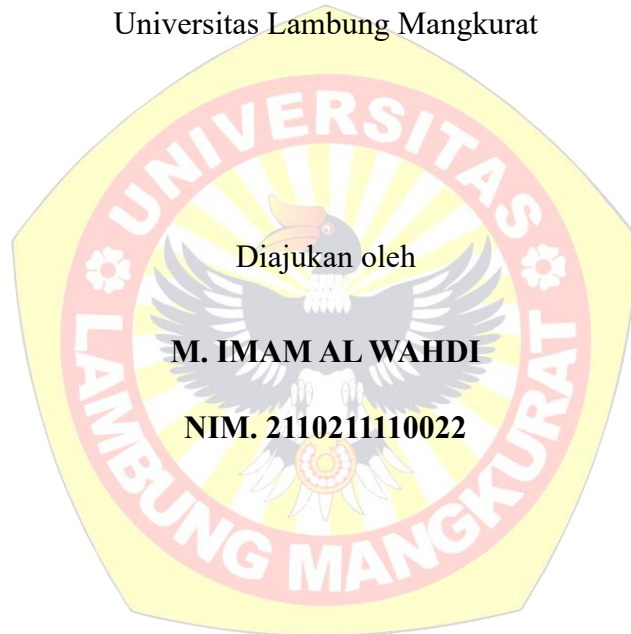 Universitas Lambung Mangkurat
UNIVERSITAS
Diajukan oleh
M. IMAM AL WAHDI
NIM. 2110211110022
LAMBUNG MANGKURAT